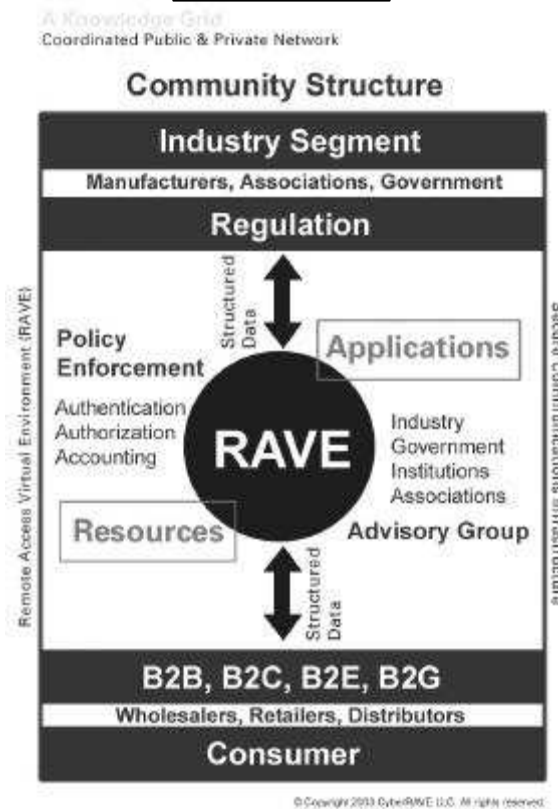 A Knowledge Grid
Coordinated Public & Private Network
Community Structure
Industry Segment
Manufacturers, Associations, Government
Regulation
Remote Access Virtual Environment (RAVE)
Structured
Data
Policy
Enforcement
Authentication
Authorization
Accounting
Applications
RAVE
Industry
Government
Institutions
Associations
Advisory Group
Resources
Structured
Data
Secure Communications
B2B, B2C, B2E, B2G
Wholesalers, Retailers, Distributors
Consumer
© Copyright 2003 CyberRAVE LLC. All rights reserved